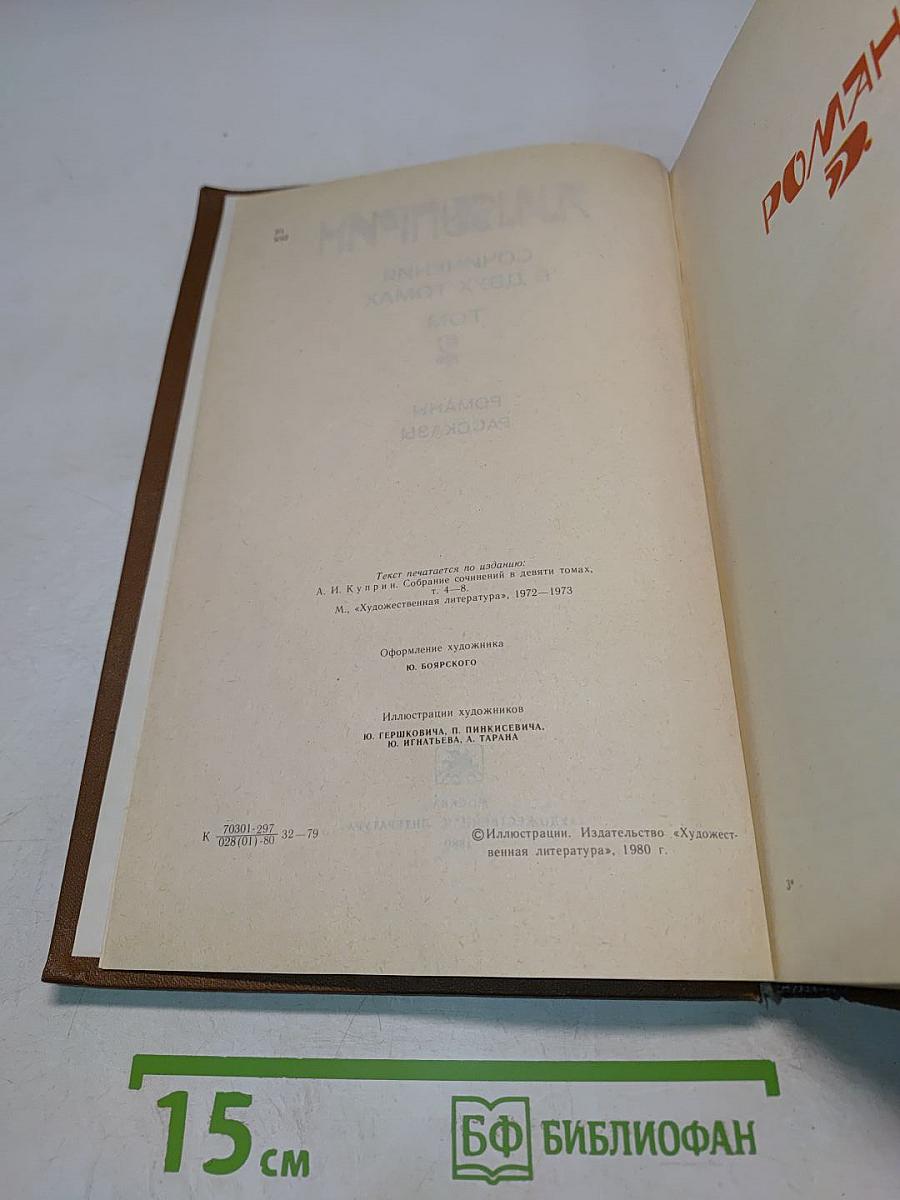 Текст печатается по изданию:
А. И. Куприн. Собрание сочинений в девяти томах,
т. 4—8.
М., «Художественная литература», 1972—1973
Оформление художника
Ю. БОЯРСКОГО
Иллюстрации художников
Ю. ГЕРШКОВИЧА, П. ПИНКИСЕВИЧА,
Ю. ИГНАТЬЕВА, А. ТАРАНА
К 70301-297
028(01)-80 32—79
©Иллюстрации. Издательство «Художест-
венная литература», 1980 г.
РОМАН
3*
15 см
БФ БИБЛИОФАН